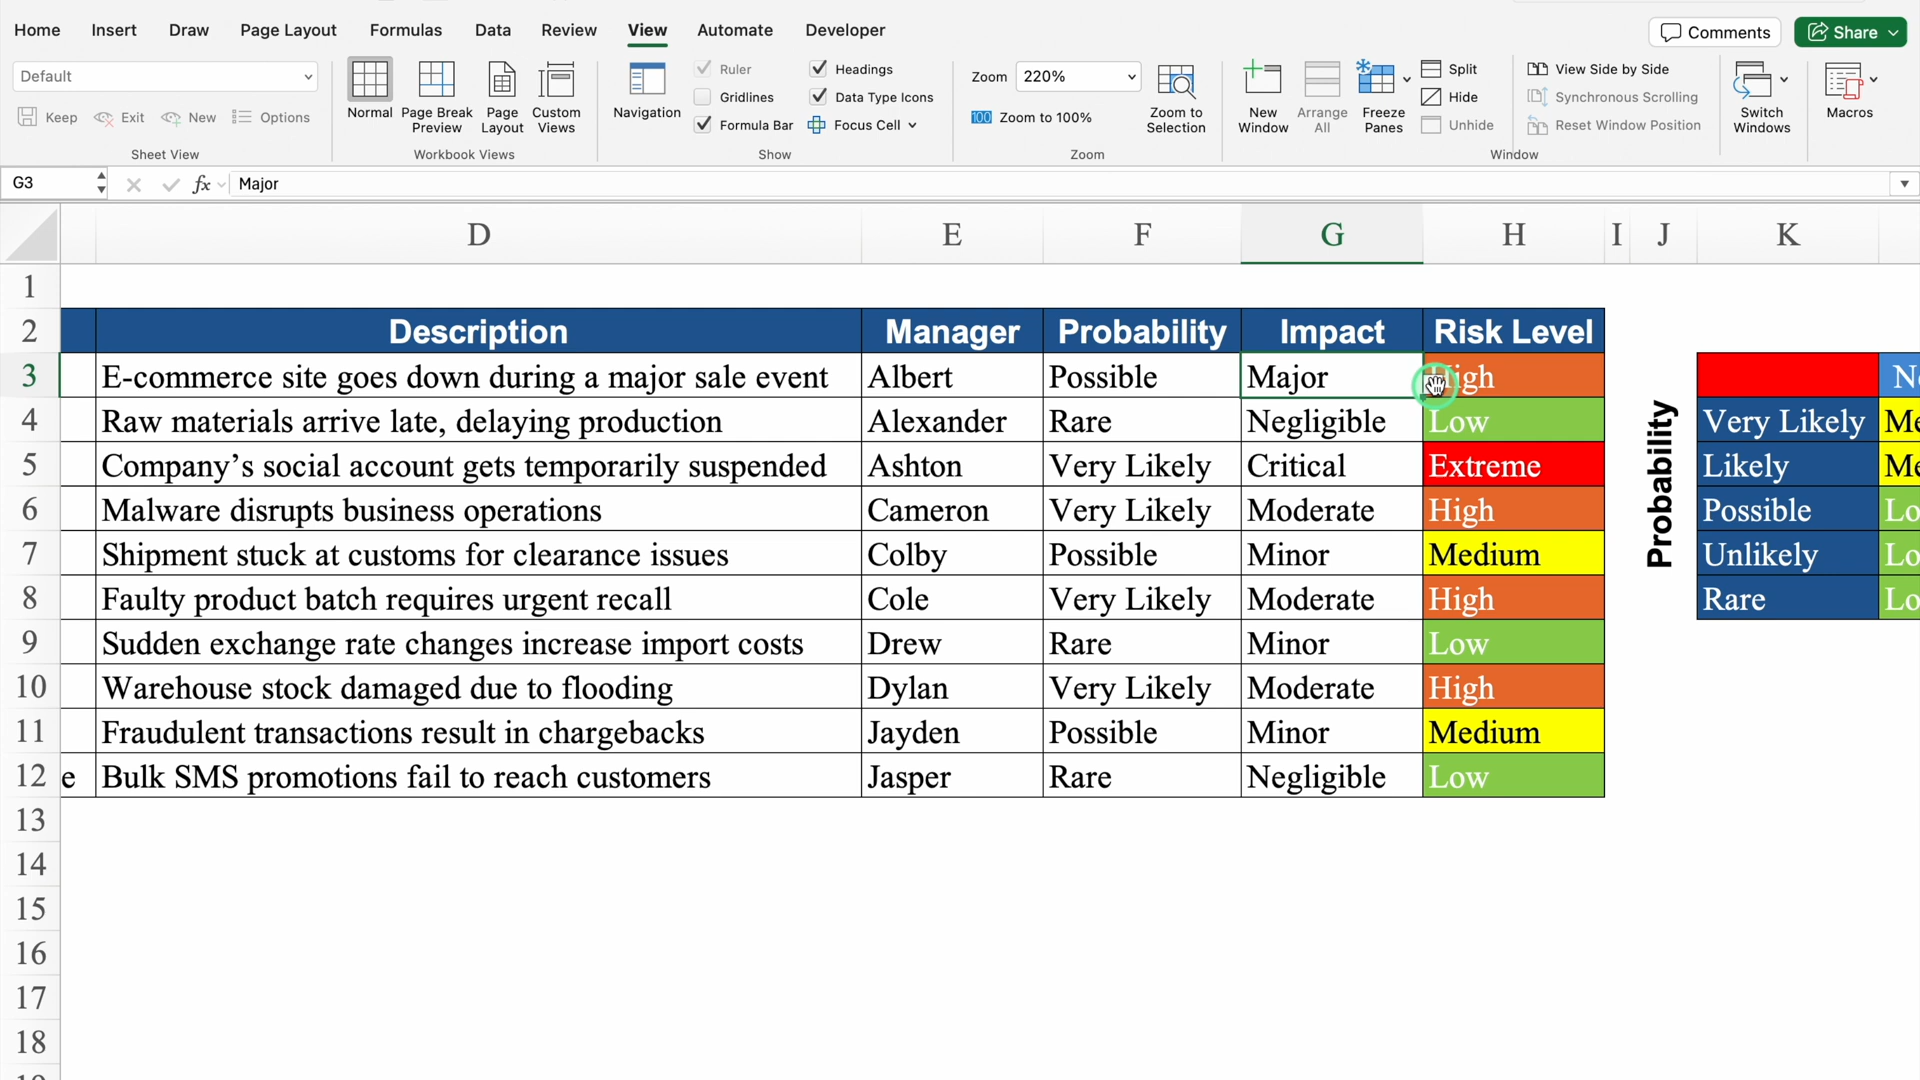 Home Insert Draw Page Layout Formulas Data Review View Automate Developer Comments Share
Default
Keep Exit New Options
Sheet View
Normal Page Break Preview Page Layout Custom Views
Workbook Views
Navigation
Ruler Headings
Gridlines Data Type Icons
Formula Bar Focus Cell
Show
Zoom 220%
100 Zoom to 100%
Zoom to Selection
Zoom
New Window Arrange All Freeze Panes
Split
Hide
Unhide
View Side by Side
Synchronous Scrolling
Reset Window Position
Switch Windows
Window
Macros
G3 fx Major
D E F G H I J K
1
2 Description Manager Probability Impact Risk Level
3 E-commerce site goes down during a major sale event Albert Possible Major High
4 Raw materials arrive late, delaying production Alexander Rare Negligible Low Very Likely
5 Company's social account gets temporarily suspended Ashton Very Likely Critical Extreme Likely
6 Malware disrupts business operations Cameron Very Likely Moderate High Possible
7 Shipment stuck at customs for clearance issues Colby Possible Minor Medium Unlikely
8 Faulty product batch requires urgent recall Cole Very Likely Moderate High Rare
9 Sudden exchange rate changes increase import costs Drew Rare Minor Low
10 Warehouse stock damaged due to flooding Dylan Very Likely Moderate High
11 Fraudulent transactions result in chargebacks Jayden Possible Minor Medium
12 e Bulk SMS promotions fail to reach customers Jasper Rare Negligible Low
13
14
15
16
17
18
Probability